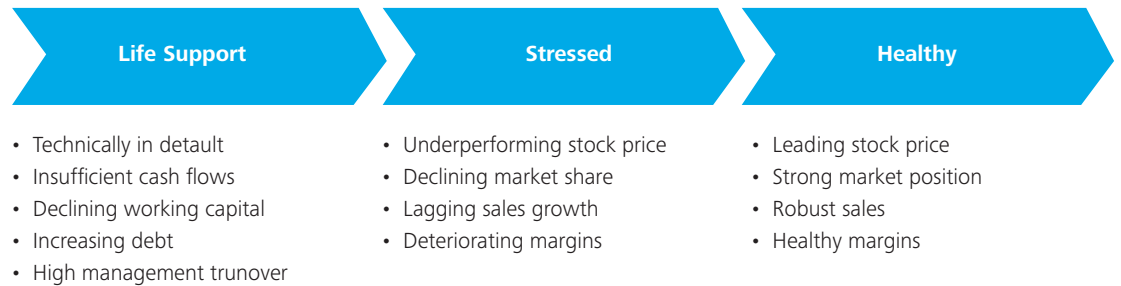 Life Support
• Technically in detault
• Insufficient cash flows
• Declining working capital
• Increasing debt
• High management trunover
Stressed
• Underperforming stock price
• Declining market share
• Lagging sales growth
• Deteriorating margins
Healthy
• Leading stock price
• Strong market position
• Robust sales
• Healthy margins